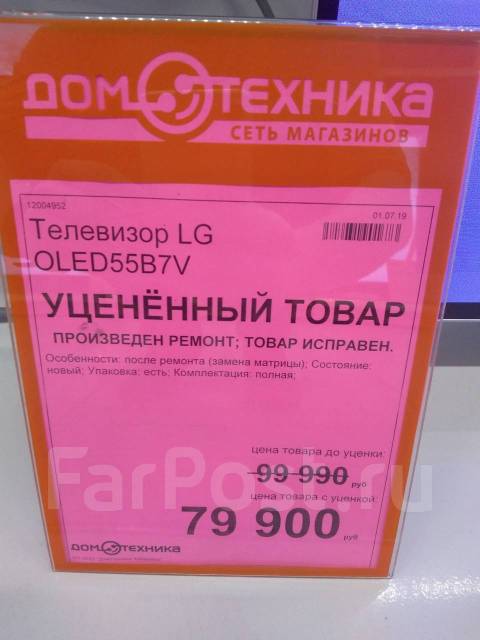 ДОМОТЕХНИКА
СЕТЬ МАГАЗИНОВ
12004952
01.07.19
Телевизор LG
OLED55B7V
УЦЕНЁННЫЙ ТОВАР
ПРОИЗВЕДЕН РЕМОНТ; ТОВАР ИСПРАВЕН.
Особенности: после ремонта (замена матрицы); Состояние:
новый; Упаковка: есть; Комплектация: полная;
цена товара до уценки:
99 990 руб
цена товара с уценкой:
79 900 руб
ДОМОТЕХНИКА
FarPost.ru